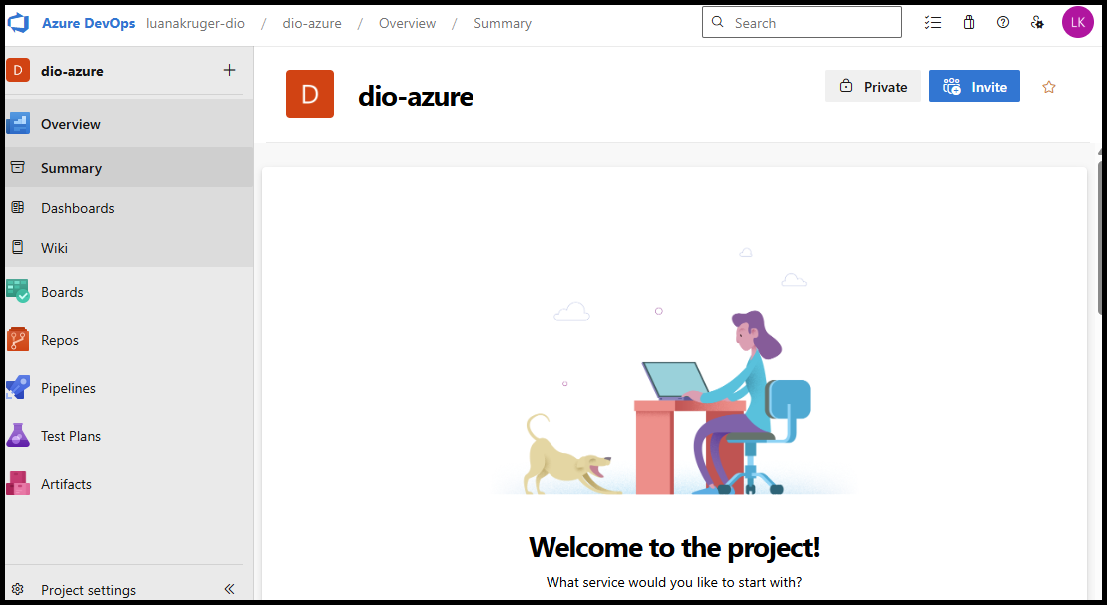 Azure DevOps luanakruger-dio / dio-azure / Overview / Summary
Search
LK
D dio-azure
Overview
Summary
Dashboards
Wiki
Boards
Repos
Pipelines
Test Plans
Artifacts
Project settings
D dio-azure
Private
Invite
Welcome to the project!
What service would you like to start with?